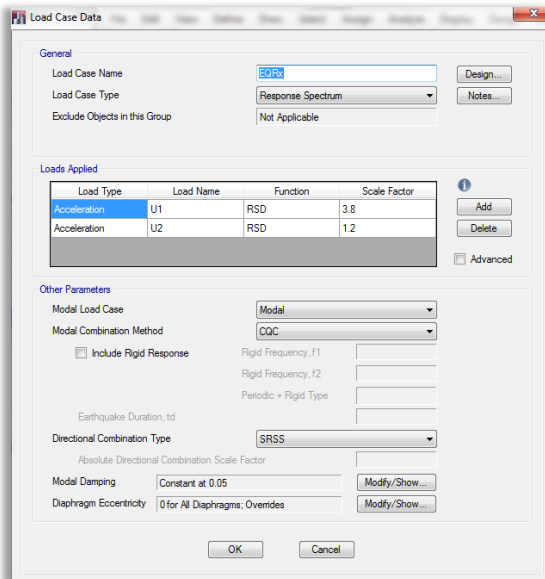 Load Case Data
General
Load Case Name EQRx Design...
Load Case Type Response Spectrum Notes...
Exclude Objects in this Group Not Applicable
Loads Applied
Load Type Load Name Function Scale Factor
Acceleration U1 RSD 3.8 Add
Acceleration U2 RSD 1.2 Delete
Advanced
Other Parameters
Modal Load Case Modal
Modal Combination Method CQC
Include Rigid Response Rigid Frequency, f1
Rigid Frequency, f2
Periodic + Rigid Type
Earthquake Duration, td
Directional Combination Type SRSS
Absolute Directional Combination Scale Factor
Modal Damping Constant at 0.05 Modify/Show...
Diaphragm Eccentricity 0 for All Diaphragms; Overrides Modify/Show...
OK Cancel